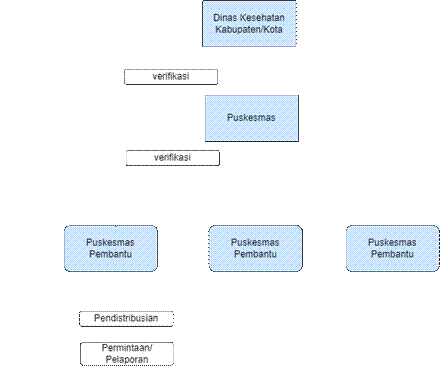 Dinas Kesehatan
Kabupaten/Kota
verifikasi
Puskesmas
verifikasi
Puskesmas
Pembantu
Puskesmas
Pembantu
Puskesmas
Pembantu
Pendistribusian
Permintaan/
Pelaporan